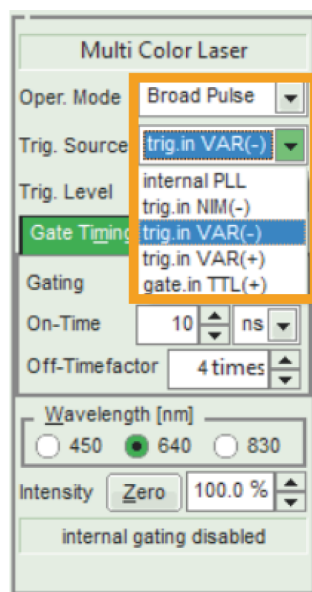 Multi Color Laser
Oper. Mode Broad Pulse
Trig. Source trig.in VAR(-)
Trig. Level internal PLL
trig.in NIM(-)
Gate Timing trig.in VAR(-)
trig.in VAR(+)
Gating gate.in TTL(+)
On-Time 10 ns
Off-Timefactor 4 times
Wavelength [nm]
450 640 830
Intensity Zero 100.0 %
internal gating disabled